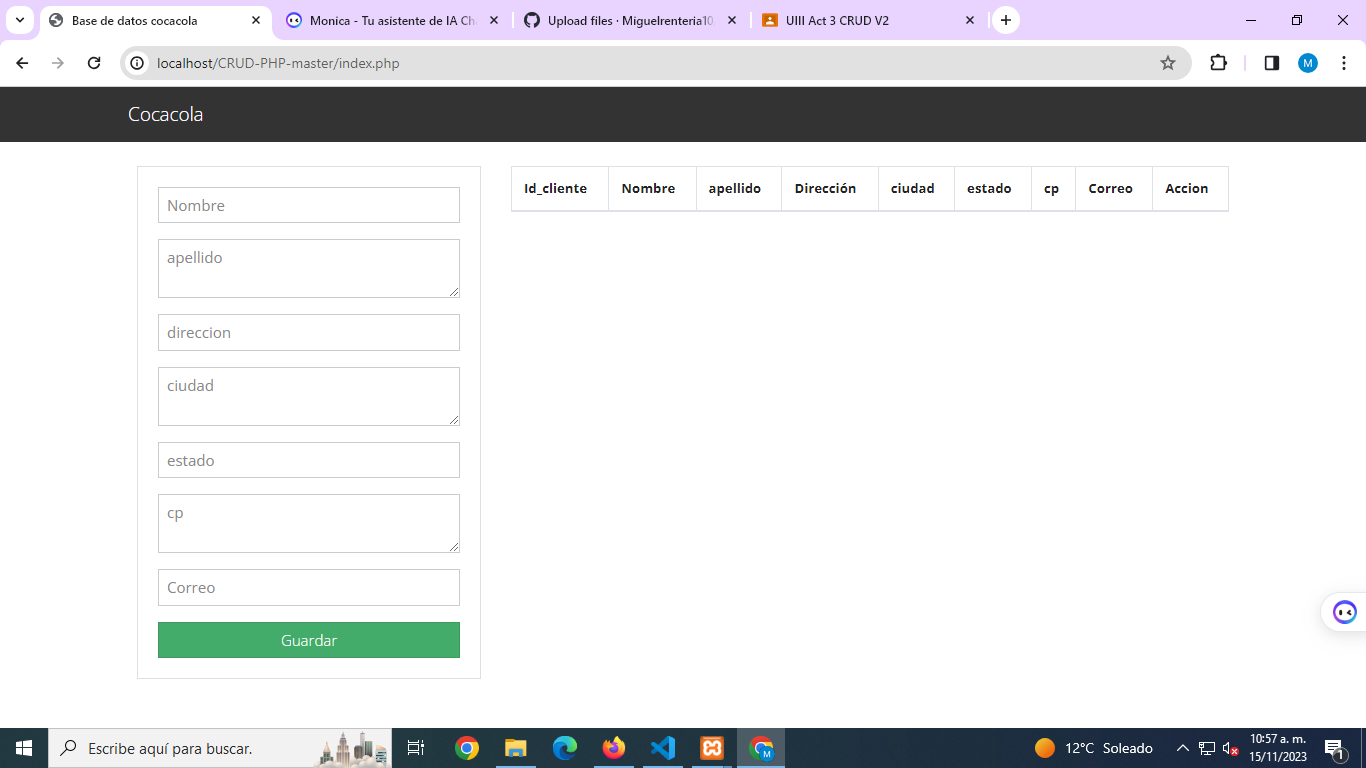 Base de datos cocacola
Monica - Tu asistente de IA Ch
Upload files · Miguelrenteria10
UIII Act 3 CRUD V2
localhost/CRUD-PHP-master/index.php
M
Cocacola
Nombre
apellido
direccion
ciudad
estado
cp
Correo
Guardar
Id_cliente Nombre apellido Dirección ciudad estado cp Correo Accion
Escribe aquí para buscar.
M
12°C Soleado
10:57 a. m.
15/11/2023
1